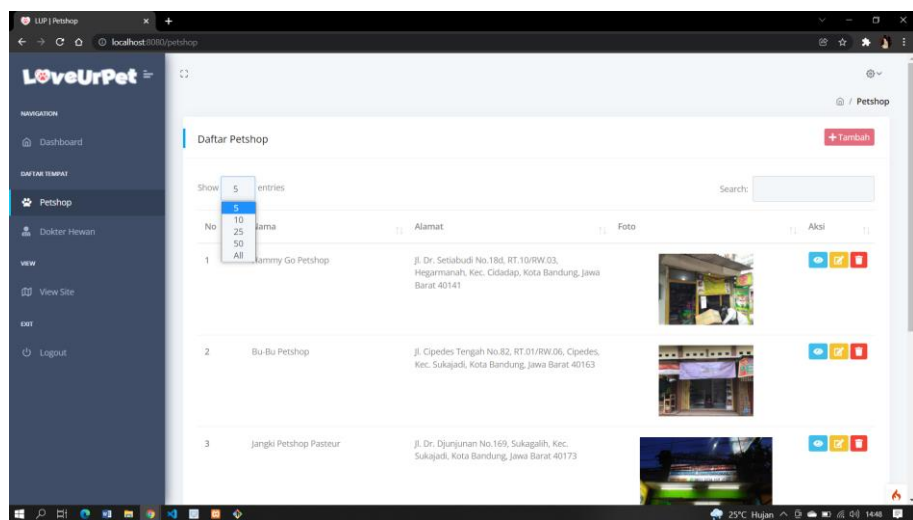 LUP | Petshop
localhost:8080/petshop
LoveUrPet
NAVIGATION
Dashboard
DAFTAR TEMPAT
Petshop
Dokter Hewan
VIEW
View Site
EXIT
Logout
/ Petshop
Daftar Petshop
+ Tambah
Show 5 entries
Search:
5
10
25
50
All
No Nama Alamat Foto Aksi
1 Hammy Go Petshop Jl. Dr. Setiabudi No.18d, RT.10/RW.03,
Hegarmanah, Kec. Cidadap, Kota Bandung, Jawa
Barat 40141
2 Bu-Bu Petshop Jl. Cipedes Tengah No.82, RT.01/RW.06, Cipedes,
Kec. Sukajadi, Kota Bandung, Jawa Barat 40163
3 Jangki Petshop Pasteur Jl. Dr. Djunjunan No.169, Sukagalih, Kec.
Sukajadi, Kota Bandung, Jawa Barat 40173
25°C Hujan 14:48